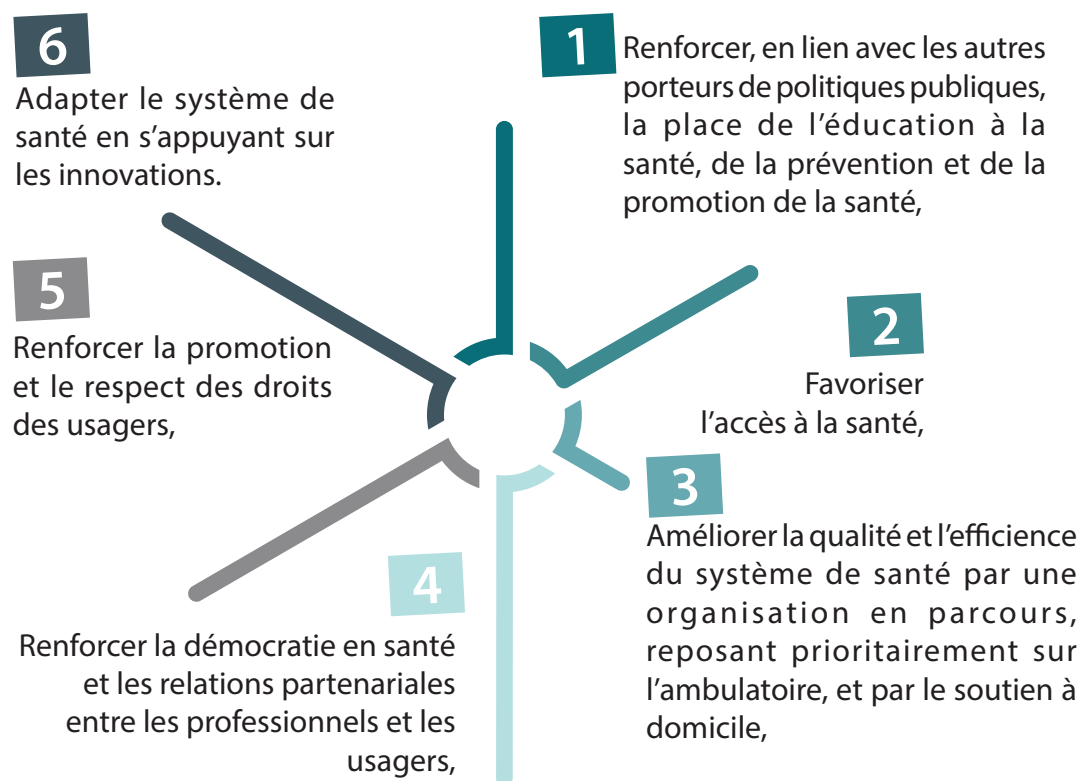 1
Renforcer, en lien avec les autres
porteurs de politiques publiques,
la place de l'éducation à la
santé, de la prévention et de la
promotion de la santé,
2
Favoriser
l'accès à la santé,
3
Améliorer la qualité et l'efficience
du système de santé par une
organisation en parcours,
reposant prioritairement sur
l'ambulatoire, et par le soutien à
domicile,
4
Renforcer la démocratie en santé
et les relations partenariales
entre les professionnels et les
usagers,
5
Renforcer la promotion
et le respect des droits
des usagers,
6
Adapter le système de
santé en s'appuyant sur
les innovations.